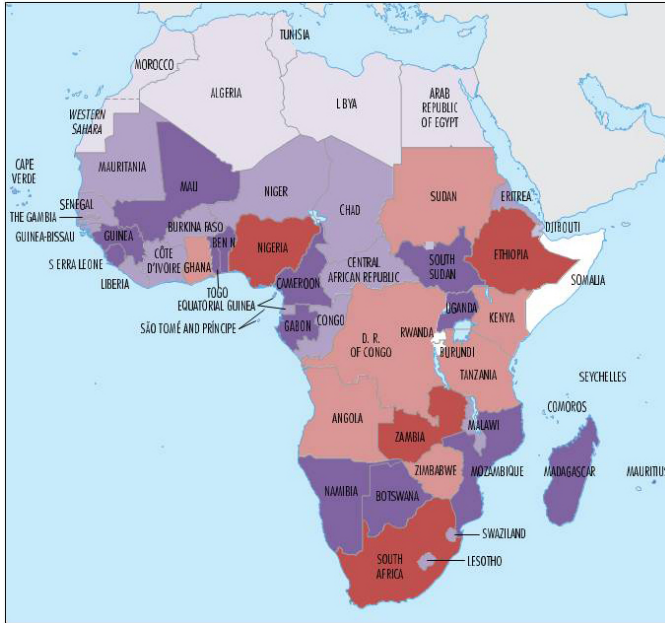 TUNISIA
MOROCCO
ALGERIA
L BYA
ARAB
REPUBLIC
OF EGYPT
WESTERN
SAHARA
CAPE
VERDE
MAURITANIA
MALI
NIGER
CHAD
SUDAN
ERITREA
SENEGAL
THE GAMBIA
GUINEA-BISSAU
GUINEA
BURKINA FASO
BEN N
NIGERIA
DJIBOUTI
S ERRA LEONE
CÔTE
D'IVOIRE
GHANA
LIBERIA
TOGO
CAMEROON
CENTRAL
AFRICAN REPUBLIC
SOUTH
SUDAN
ETHIOPIA
SOMALIA
EQUATORIAL GUINEA
SÃO TOMÉ AND PRÍNCIPE
GABON
CONGO
D. R.
OF CONGO
UGANDA
KENYA
RWANDA
BURUNDI
TANZANIA
SEYCHELLES
COMOROS
ANGOLA
ZAMBIA
MALAWI
MOZAMBIQUE
ZIMBABWE
MADAGASCAR
MAURITIUS
NAMIBIA
BOTSWANA
SWAZILAND
SOUTH
AFRICA
LESOTHO